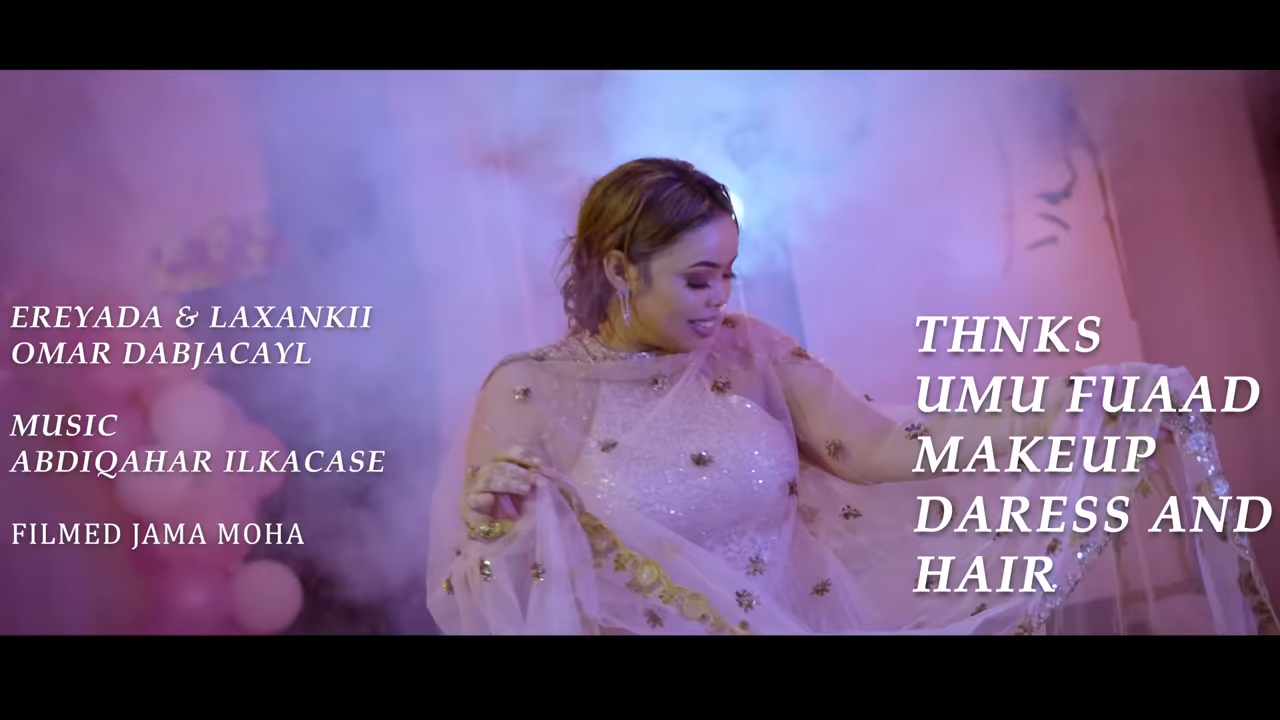 EREYADA & LAXANKII
OMAR DABJACAYL
MUSIC
ABDIQAHAR ILKACASE
FILMED JAMA MOHA
THNKS
UMU FUAAD
MAKEUP
DARESS AND
HAIR